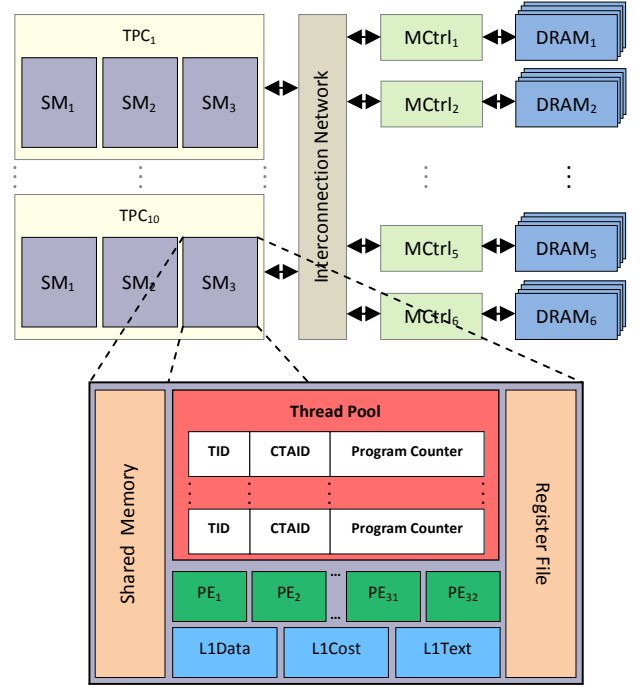 TPC1
SM1 SM2 SM3
Interconnection Network
MCtrl1 DRAM1
MCtrl2 DRAM2
TPC10
SM1 SM2 SM3
MCtrl5 DRAM5
MCtrl6 DRAM6
Shared Memory
Thread Pool
TID CTAID Program Counter
TID CTAID Program Counter
Register File
PE1 PE2 ... PE31 PE32
...
L1Data L1Cost L1Text